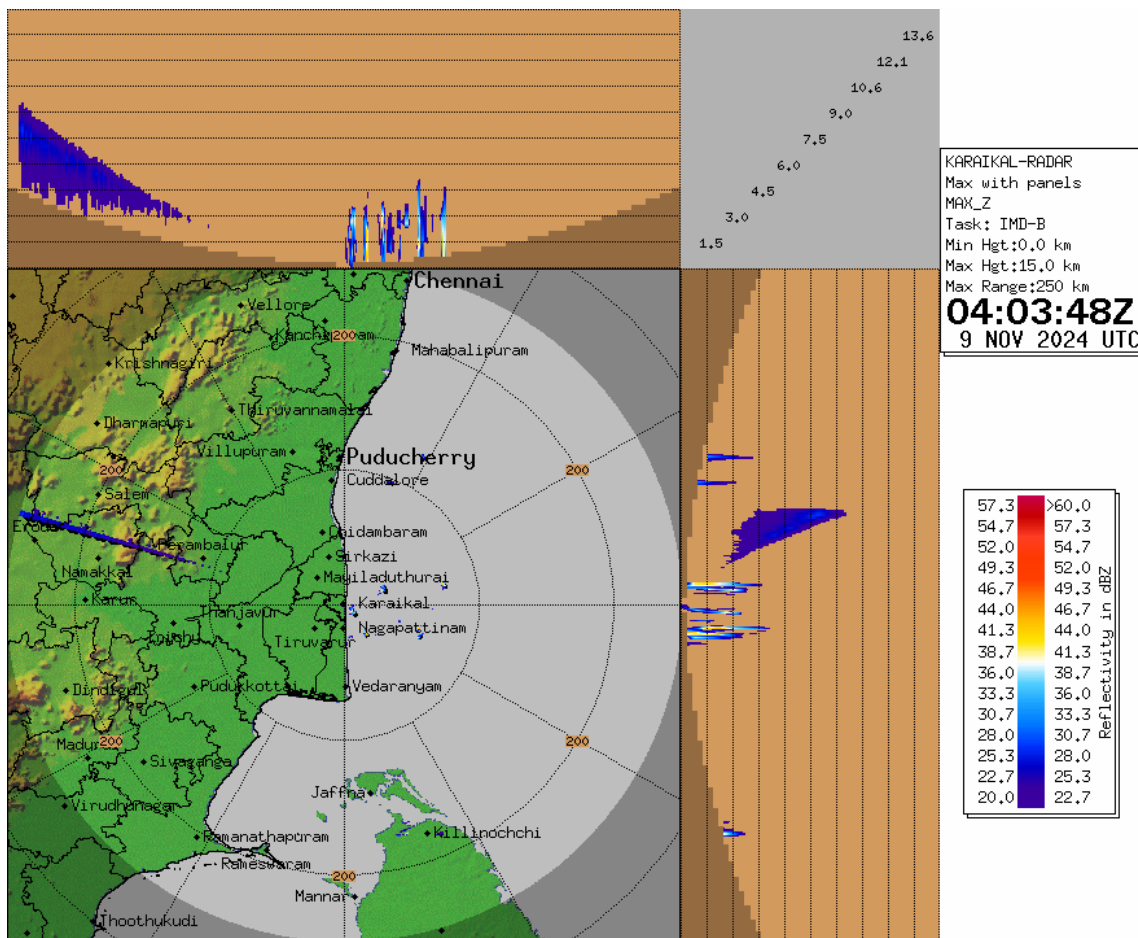 13.6
12.1
10.6
9.0
7.5
6.0
4.5
3.0
1.5
KARAIKAL-RADAR
Max with panels
MAX_Z
Task: IMD-B
Min Hgt:0.0 km
Max Hgt:15.0 km
Max Range:250 km
04:03:48Z
9 NOV 2024 UTC
Chennai
Vellore
200
Mahabalipuram
Krishnagiri
Thiruvannamalai
Dharmapuri
Villupuram
Puducherry
200
200
Cuddalore
Salem
Chidambaram
Perambalur
Sirkazi
Namakkal
Mayiladuthurai
Karur
Karaikal
Thanjavur
Nagapattinam
Tiruvarur
Dindigul
Pudukkottai
Vedaranyam
200
200
Sivaganga
Jaffna
Virudhunagar
Ramanathapuram
Killinochchi
Rameswaram
200
Mannar
Thoothukudi
57.3 >60.0
54.7 57.3
52.0 54.7
49.3 52.0
46.7 49.3
44.0 46.7
41.3 44.0
38.7 41.3
36.0 38.7
33.3 36.0
30.7 33.3
28.0 30.7
25.3 28.0
22.7 25.3
20.0 22.7
Reflectivity in dBZ